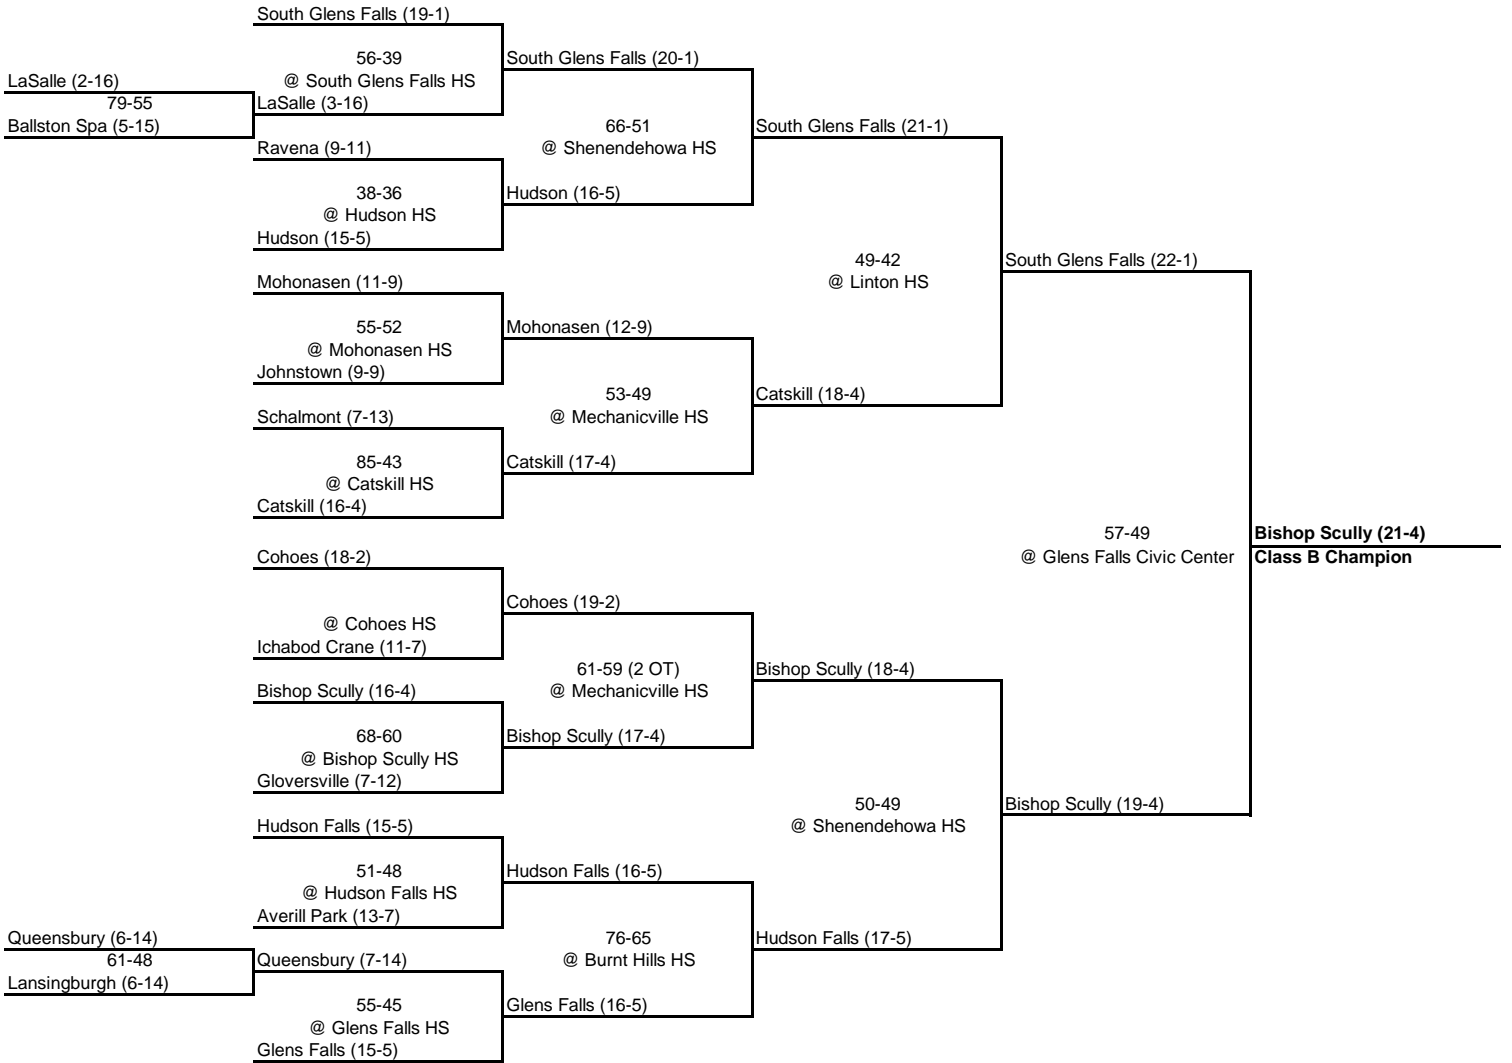 South Glens Falls (19-1)
56-39
@ South Glens Falls HS
South Glens Falls (20-1)
LaSalle (2-16)
79-55
LaSalle (3-16)
Ballston Spa (5-15)
66-51
@ Shenendehowa HS
South Glens Falls (21-1)
Ravena (9-11)
38-36
@ Hudson HS
Hudson (16-5)
Hudson (15-5)
49-42
@ Linton HS
South Glens Falls (22-1)
Mohonasen (11-9)
55-52
@ Mohonasen HS
Mohonasen (12-9)
Johnstown (9-9)
53-49
@ Mechanicville HS
Catskill (18-4)
Schalmont (7-13)
85-43
@ Catskill HS
Catskill (17-4)
Catskill (16-4)
57-49
@ Glens Falls Civic Center
Bishop Scully (21-4)
Class B Champion
Cohoes (18-2)
@ Cohoes HS
Cohoes (19-2)
Ichabod Crane (11-7)
61-59 (2 OT)
@ Mechanicville HS
Bishop Scully (18-4)
Bishop Scully (16-4)
68-60
@ Bishop Scully HS
Bishop Scully (17-4)
Gloversville (7-12)
50-49
@ Shenendehowa HS
Bishop Scully (19-4)
Hudson Falls (15-5)
51-48
@ Hudson Falls HS
Hudson Falls (16-5)
Averill Park (13-7)
76-65
@ Burnt Hills HS
Hudson Falls (17-5)
Queensbury (6-14)
61-48
Queensbury (7-14)
Lansingburgh (6-14)
55-45
@ Glens Falls HS
Glens Falls (16-5)
Glens Falls (15-5)